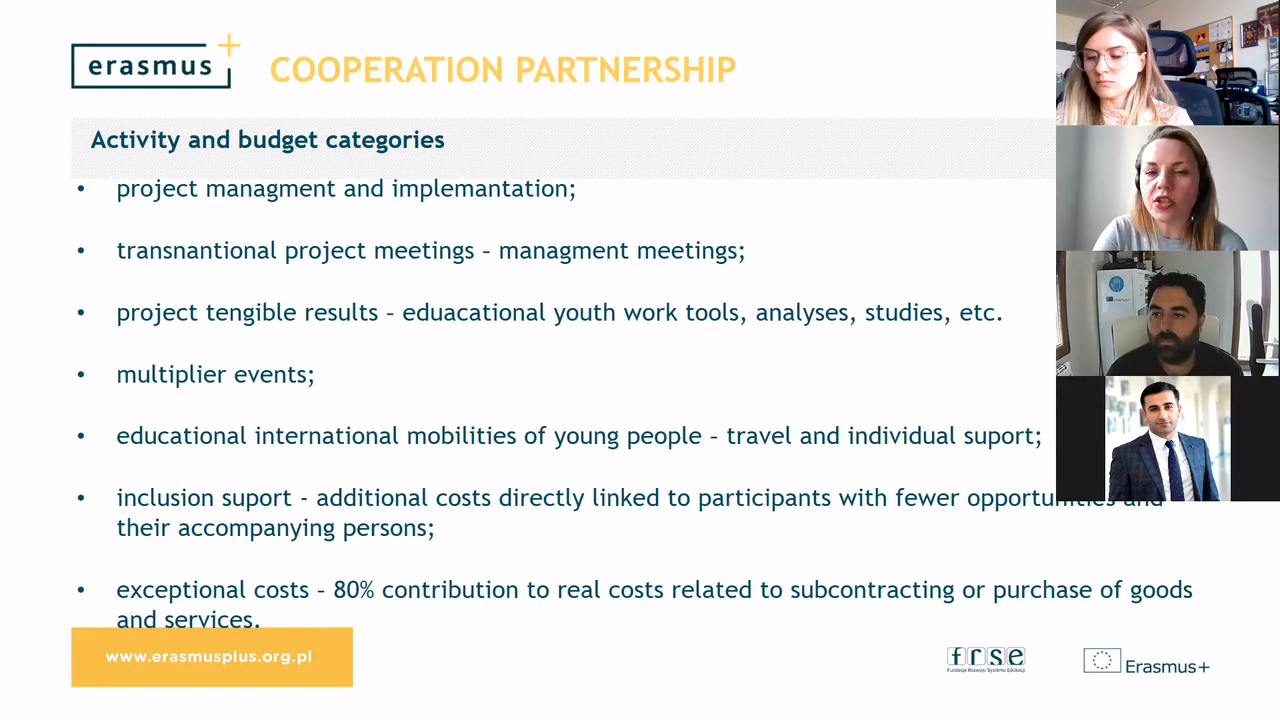 erasmus+
COOPERATION PARTNERSHIP
Activity and budget categories
• project managment and implemantation;
• transnantional project meetings – managment meetings;
• project tengible results – eduacational youth work tools, analyses, studies, etc.
• multiplier events;
• educational international mobilities of young people – travel and individual suport;
• inclusion suport - additional costs directly linked to participants with fewer opportunities and
their accompanying persons;
• exceptional costs – 80% contribution to real costs related to subcontracting or purchase of goods
and services.
www.erasmusplus.org.pl
frse
Fundacja Rozwoju Systemu Edukacji
Erasmus+